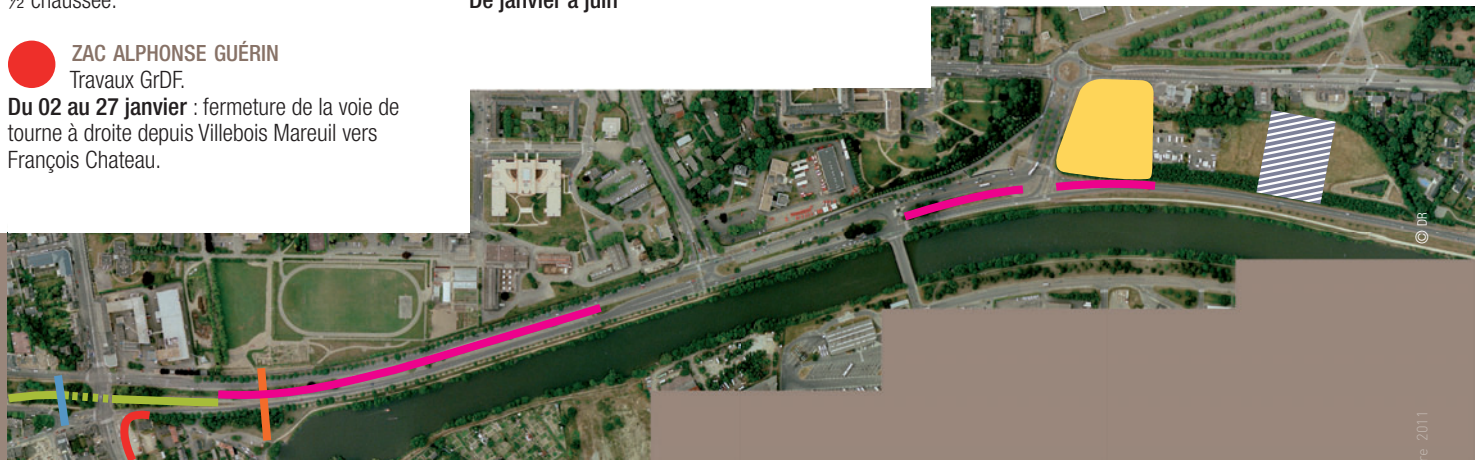 ½ chaussée.
De janvier à juin
ZAC ALPHONSE GUÉRIN
Travaux GrDF.
Du 02 au 27 janvier : fermeture de la voie de
tourne à droite depuis Villebois Mareuil vers
François Chateau.
© DR
2011